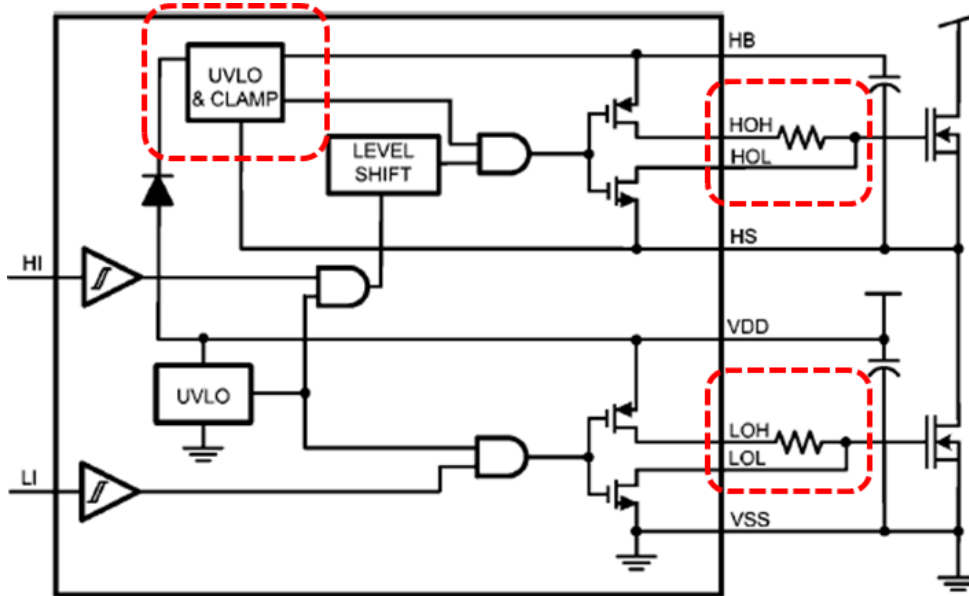 HB
UVLO
& CLAMP
HOH
LEVEL
SHIFT
HOL
HS
HI
VDD
UVLO
LOH
LOL
LI
VSS